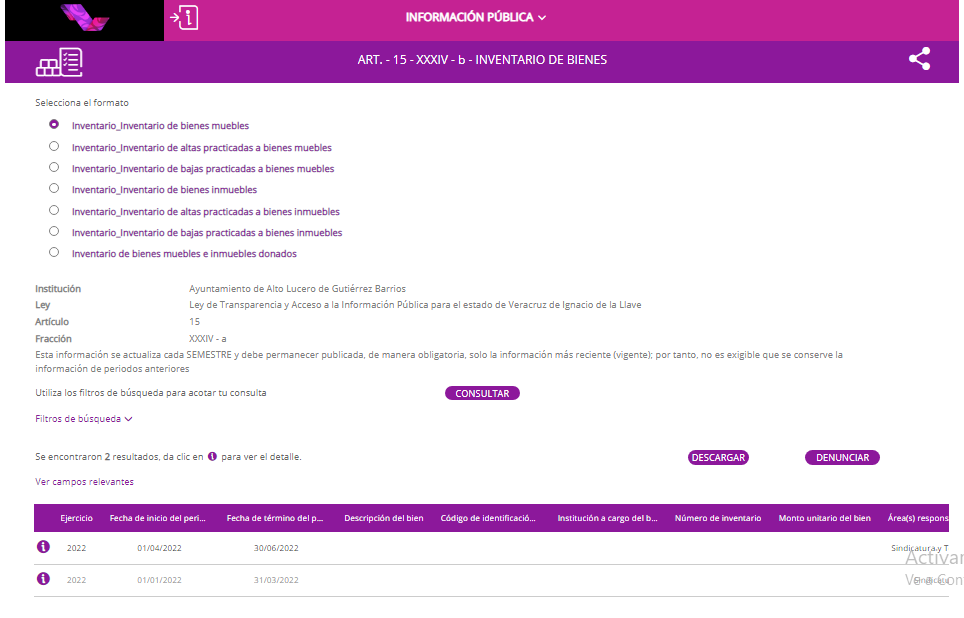 INFORMACIÓN PÚBLICA
ART. - 15 - XXXIV - b - INVENTARIO DE BIENES
Selecciona el formato
Inventario_Inventario de bienes muebles
Inventario_Inventario de altas practicadas a bienes muebles
Inventario_Inventario de bajas practicadas a bienes muebles
Inventario_Inventario de bienes inmuebles
Inventario_Inventario de altas practicadas a bienes inmuebles
Inventario_Inventario de bajas practicadas a bienes inmuebles
Inventario de bienes muebles e inmuebles donados
Institución Ayuntamiento de Alto Lucero de Gutiérrez Barrios
Ley Ley de Transparencia y Acceso a la Información Pública para el estado de Veracruz de Ignacio de la Llave
Artículo 15
Fracción XXXIV - a
Esta información se actualiza cada SEMESTRE y debe permanecer publicada, de manera obligatoria, solo la información más reciente (vigente); por tanto, no es exigible que se conserve la
información de periodos anteriores
Utiliza los filtros de búsqueda para acotar tu consulta CONSULTAR
Filtros de búsqueda
Se encontraron 2 resultados, da clic en i para ver el detalle. DESCARGAR DENUNCIAR
Ver campos relevantes
Ejercicio Fecha de inicio del peri... Fecha de término del p... Descripción del bien Código de identificació... Institución a cargo del b... Número de inventario Monto unitario del bien Área(s) respons
2022 01/04/2022 30/06/2022 Sindicatura y T
Activar
2022 01/01/2022 31/03/2022